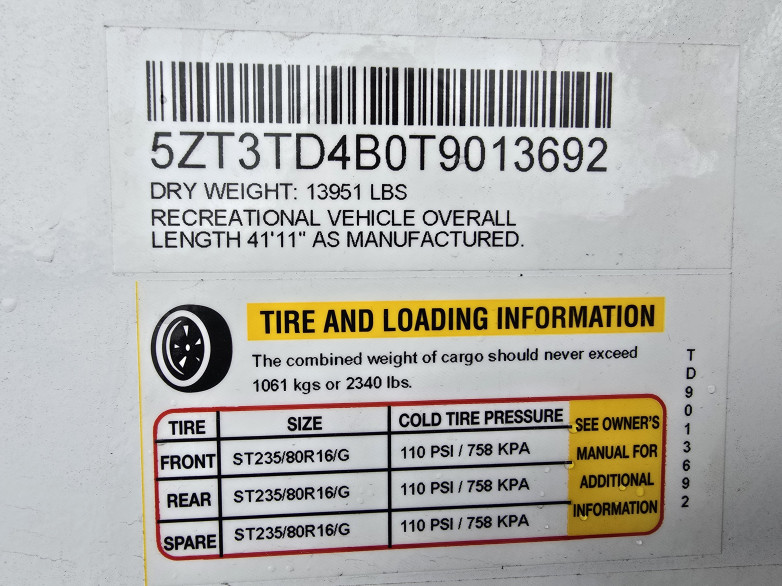 5ZT3TD4B0T9013692
DRY WEIGHT: 13951 LBS
RECREATIONAL VEHICLE OVERALL
LENGTH 41'11" AS MANUFACTURED.
TIRE AND LOADING INFORMATION
The combined weight of cargo should never exceed
1061 kgs or 2340 lbs.
TIRE SIZE COLD TIRE PRESSURE SEE OWNER'S
FRONT ST235/80R16/G 110 PSI / 758 KPA MANUAL FOR
REAR ST235/80R16/G 110 PSI / 758 KPA ADDITIONAL
SPARE ST235/80R16/G 110 PSI / 758 KPA INFORMATION
TD9013692